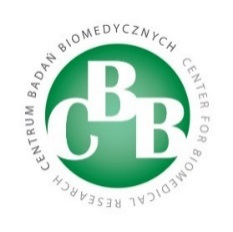 CENTRUM BADAŃ BIOMEDYCZNYCH
CENTER FOR BIOMEDICAL RESEARCH
CBB